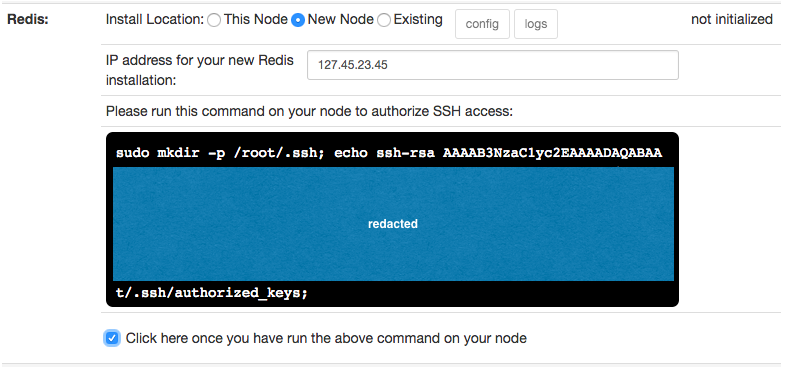 Redis: Install Location: This Node New Node Existing config logs not initialized
IP address for your new Redis
installation:
127.45.23.45
Please run this command on your node to authorize SSH access:
sudo mkdir -p /root/.ssh; echo ssh-rsa AAAAB3NzaC1yc2EAAAADAQABAA
redacted
t/.ssh/authorized_keys;
Click here once you have run the above command on your node